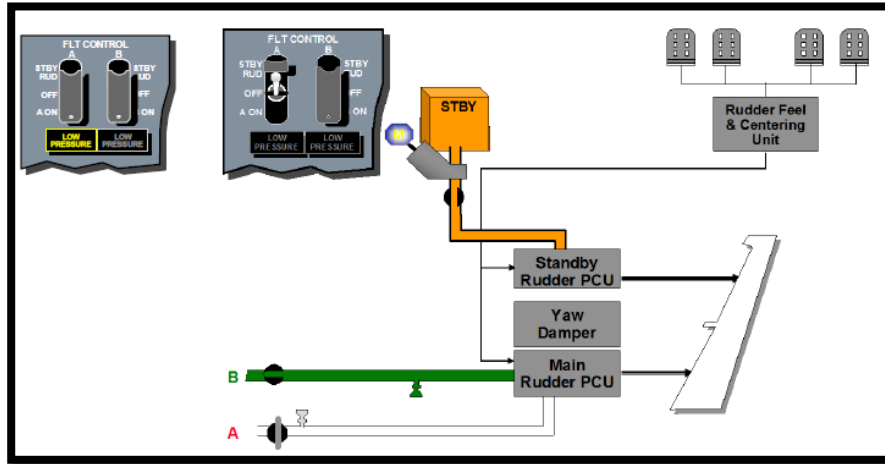 FLT CONTROL
A B
STBY
RUD
STBY
RUD
OFF
OFF
A ON
B ON
LOW
PRESSURE
LOW
PRESSURE
FLT CONTROL
A B
STBY
RUD
STBY
RUD
OFF
OFF
A ON
B ON
LOW
PRESSURE
LOW
PRESSURE
M
STBY
Rudder Feel
& Centering
Unit
Standby
Rudder PCU
Yaw
Damper
Main
Rudder PCU
B
A